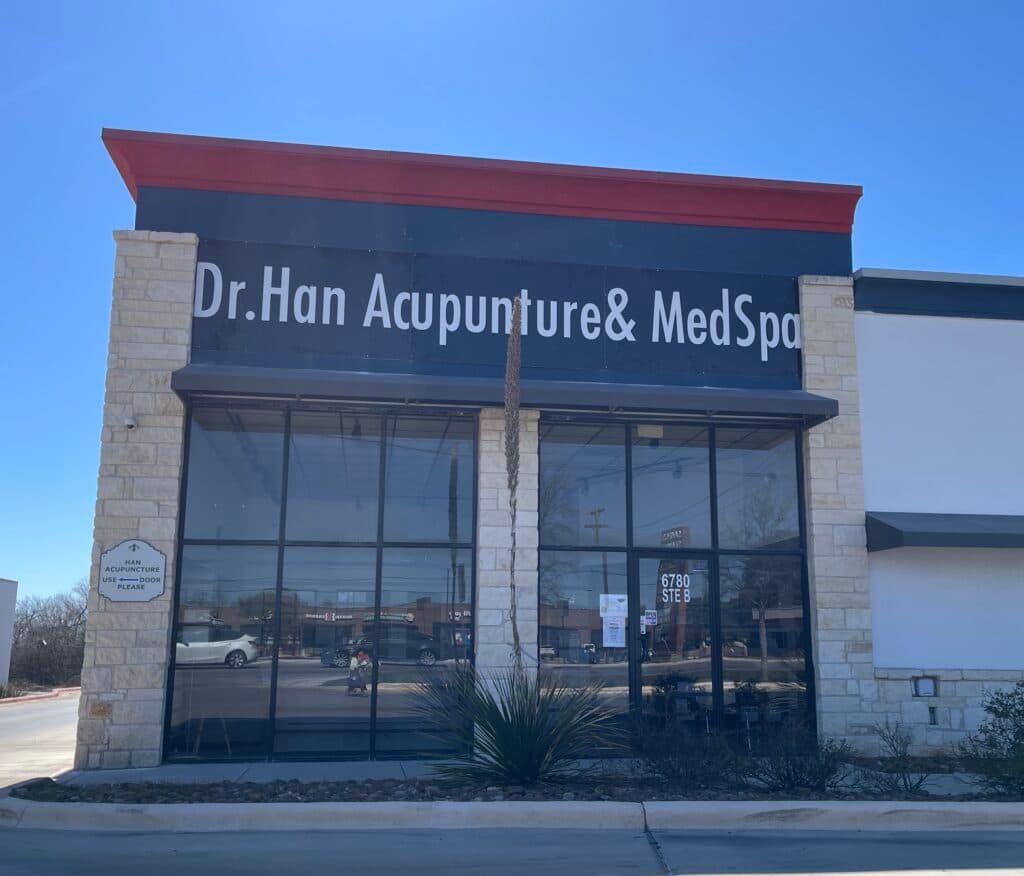 Dr.Han Acupunture& MedSpa
HAN
ACUPUNCTURE
USE ← DOOR
PLEASE
6780
STE B